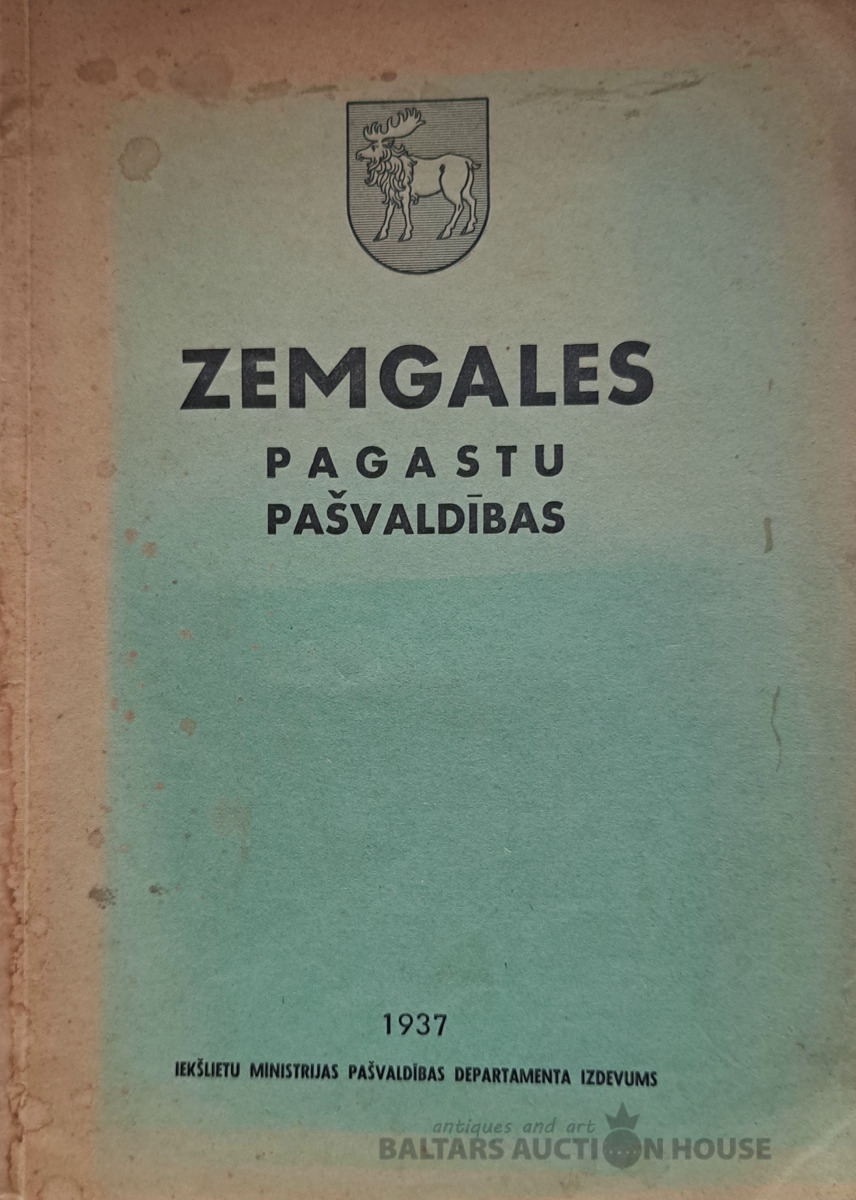 ZEMGALES
PAGASTU
PAŠVALDĪBAS
1937
IEKŠLIETU MINISTRIJAS PAŠVALDĪBAS DEPARTAMENTA IZDEVUMS
antiques and art
BALTARS AUCTION HOUSE